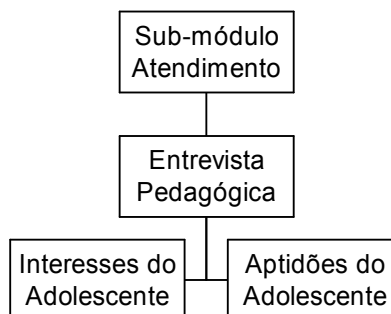 Sub-módulo
Atendimento
Entrevista
Pedagógica
Interesses do
Adolescente
Aptidões do
Adolescente